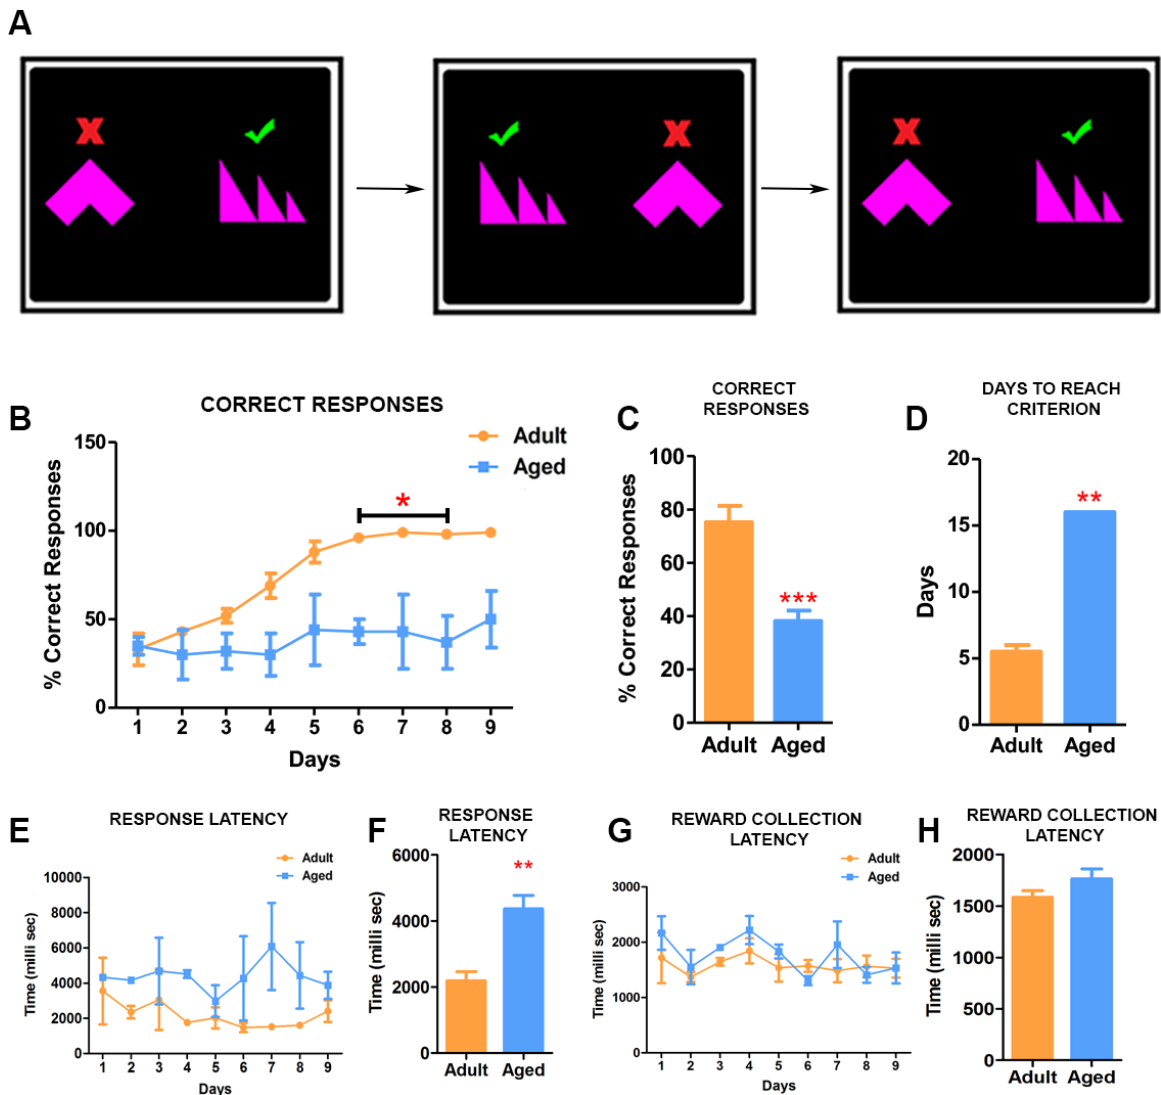 A
B
CORRECT RESPONSES
Adult
Aged
*
% Correct Responses
150
100
50
0
1 2 3 4 5 6 7 8 9
Days
C
CORRECT
RESPONSES
% Correct Responses
100
80
60
40
20
0
***
Adult Aged
D
DAYS TO REACH
CRITERION
Days
20
15
10
5
0
**
Adult Aged
E
RESPONSE LATENCY
Adult
Aged
Time (milli sec)
10000
8000
6000
4000
2000
0
1 2 3 4 5 6 7 8 9
Days
F
RESPONSE
LATENCY
Time (milli sec)
6000
4000
2000
0
**
Adult Aged
G
REWARD COLLECTION
LATENCY
Adult
Aged
Time (milli sec)
3000
2000
1000
0
1 2 3 4 5 6 7 8 9
Days
H
REWARD COLLECTION
LATENCY
Time (milli sec)
2000
1500
1000
500
0
Adult Aged